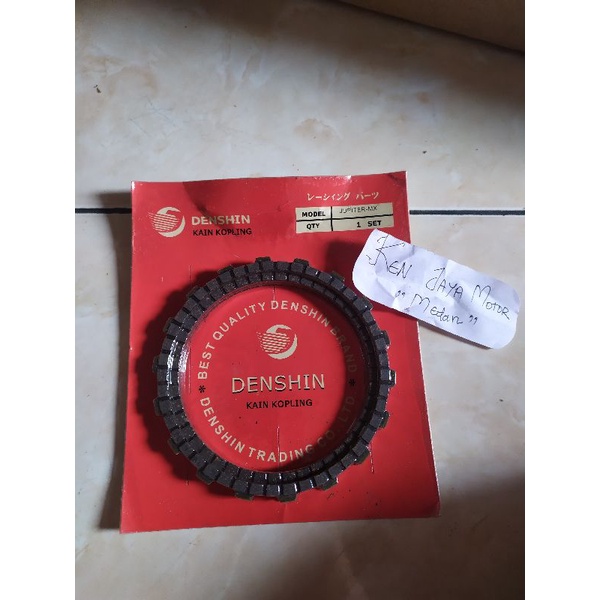 レーシィング パーツ
DENSHIN
KAIN KOPLING
MODEL JUPITER-MX
QTY 1 SET
KEN JAYA MOTOR
"Medan"
* BEST QUALITY DENSHIN BRAND *
DENSHIN
KAIN KOPLING
DENSHIN TRADING CO. LTD